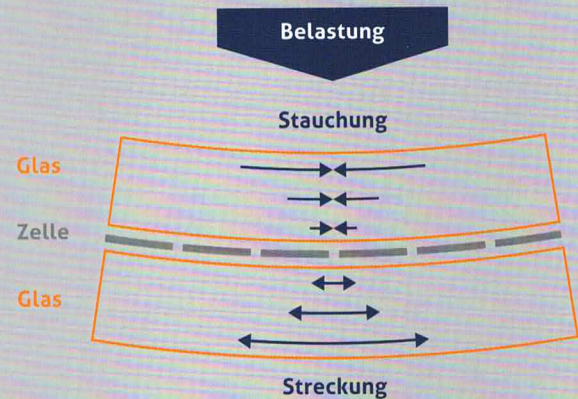 Belastung
Stauchung
Glas
Zelle
Glas
Streckung